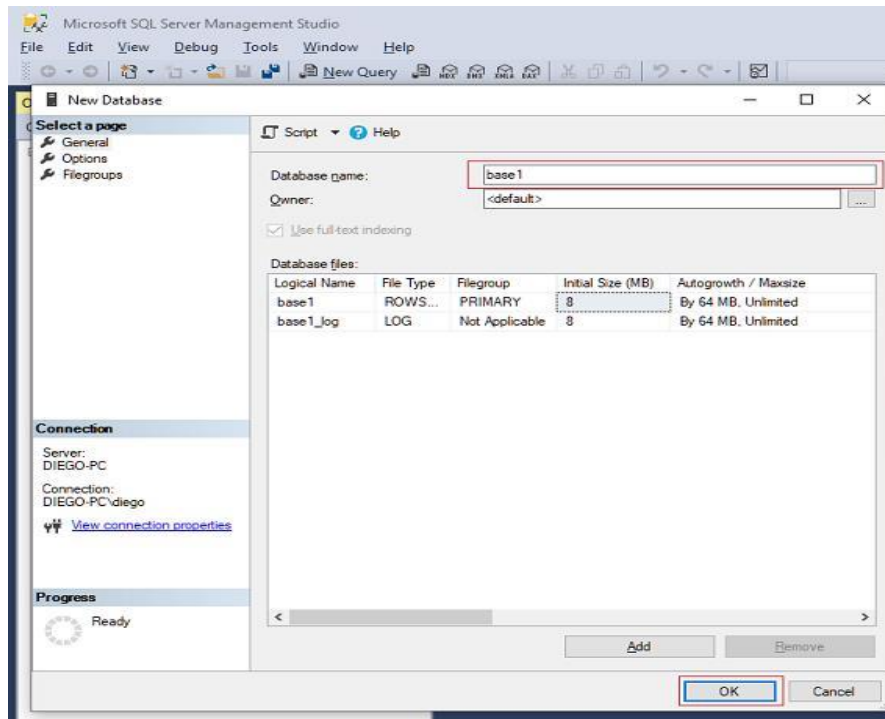 Microsoft SQL Server Management Studio
File Edit View Debug Tools Window Help
New Query MDX DMX XMLA DAX
New Database
Select a page
General
Options
Filegroups
Script Help
Database name: base1
Owner: <default> ...
Use full-text indexing
Database files:
Logical Name File Type Filegroup Initial Size (MB) Autogrowth / Maxsize
base1 ROWS... PRIMARY 8 By 64 MB, Unlimited
base1_log LOG Not Applicable 8 By 64 MB, Unlimited
Connection
Server:
DIEGO-PC
Connection:
DIEGO-PC\diego
View connection properties
Progress
Ready
Add Remove
OK Cancel